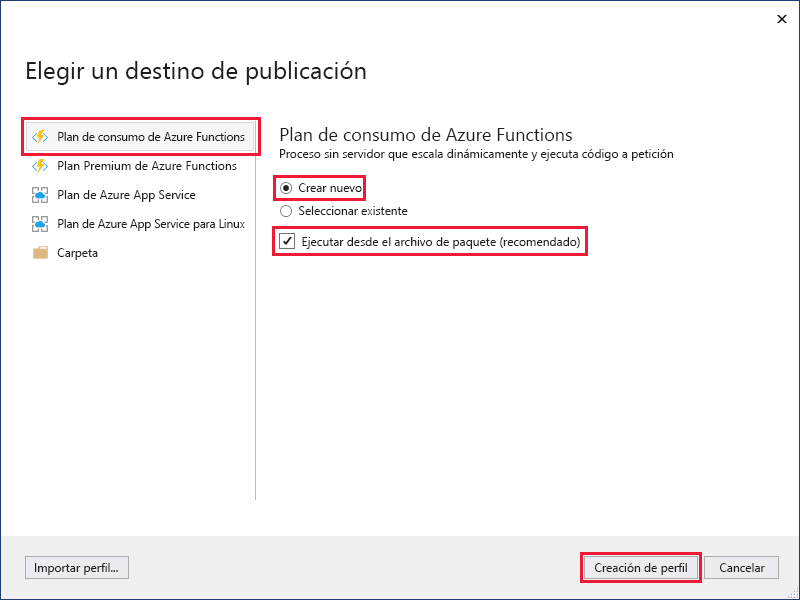 Elegir un destino de publicación
Plan de consumo de Azure Functions
Plan Premium de Azure Functions
Plan de Azure App Service
Plan de Azure App Service para Linux
Carpeta
Plan de consumo de Azure Functions
Proceso sin servidor que escala dinámicamente y ejecuta código a petición
Crear nuevo
Seleccionar existente
Ejecutar desde el archivo de paquete (recomendado)
Importar perfil...
Creación de perfil
Cancelar